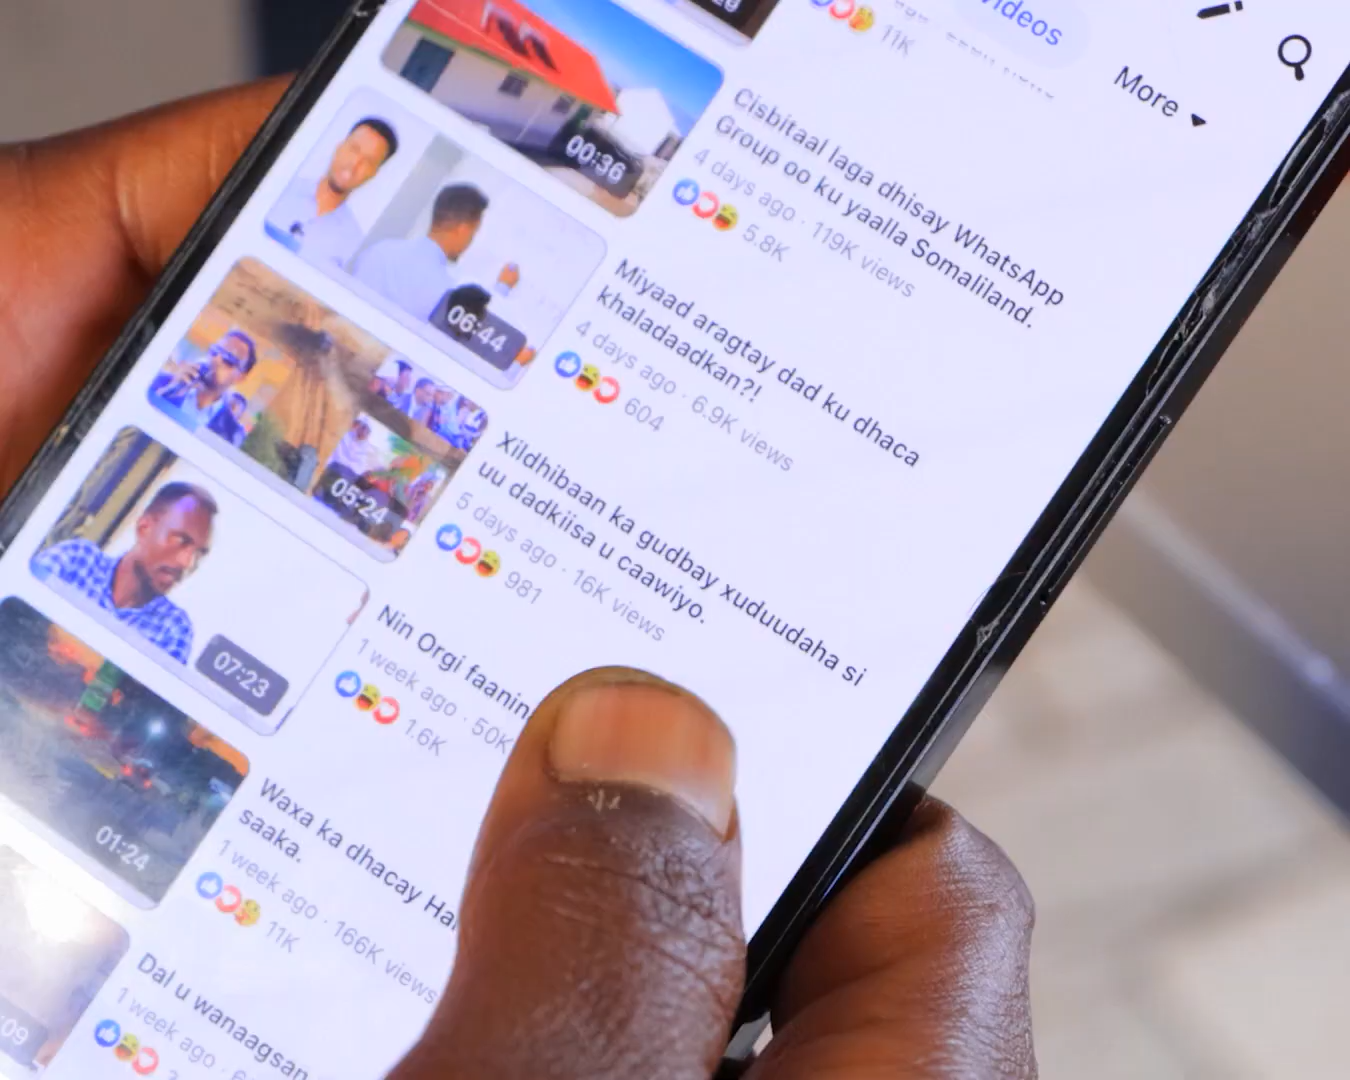 Videos
More
11K
Cisbitaal laga dhisay WhatsApp
Group oo ku yaalla Somaliland.
4 days ago · 119K views
5.8K
00:36
Miyaad aragtay dad ku dhaca
khaladaadkan?!
4 days ago · 6.9K views
604
06:44
Xildhibaan ka gudbay xuduudaha si
uu dadkiisa u caawiyo.
5 days ago · 16K views
981
05:24
Nin Orgi faanin
1 week ago · 50K
1.6K
07:23
Waxa ka dhacay Har
saaka.
1 week ago · 166K views
11K
01:24
Dal u wanaagsan
1 week ago · 6
:09